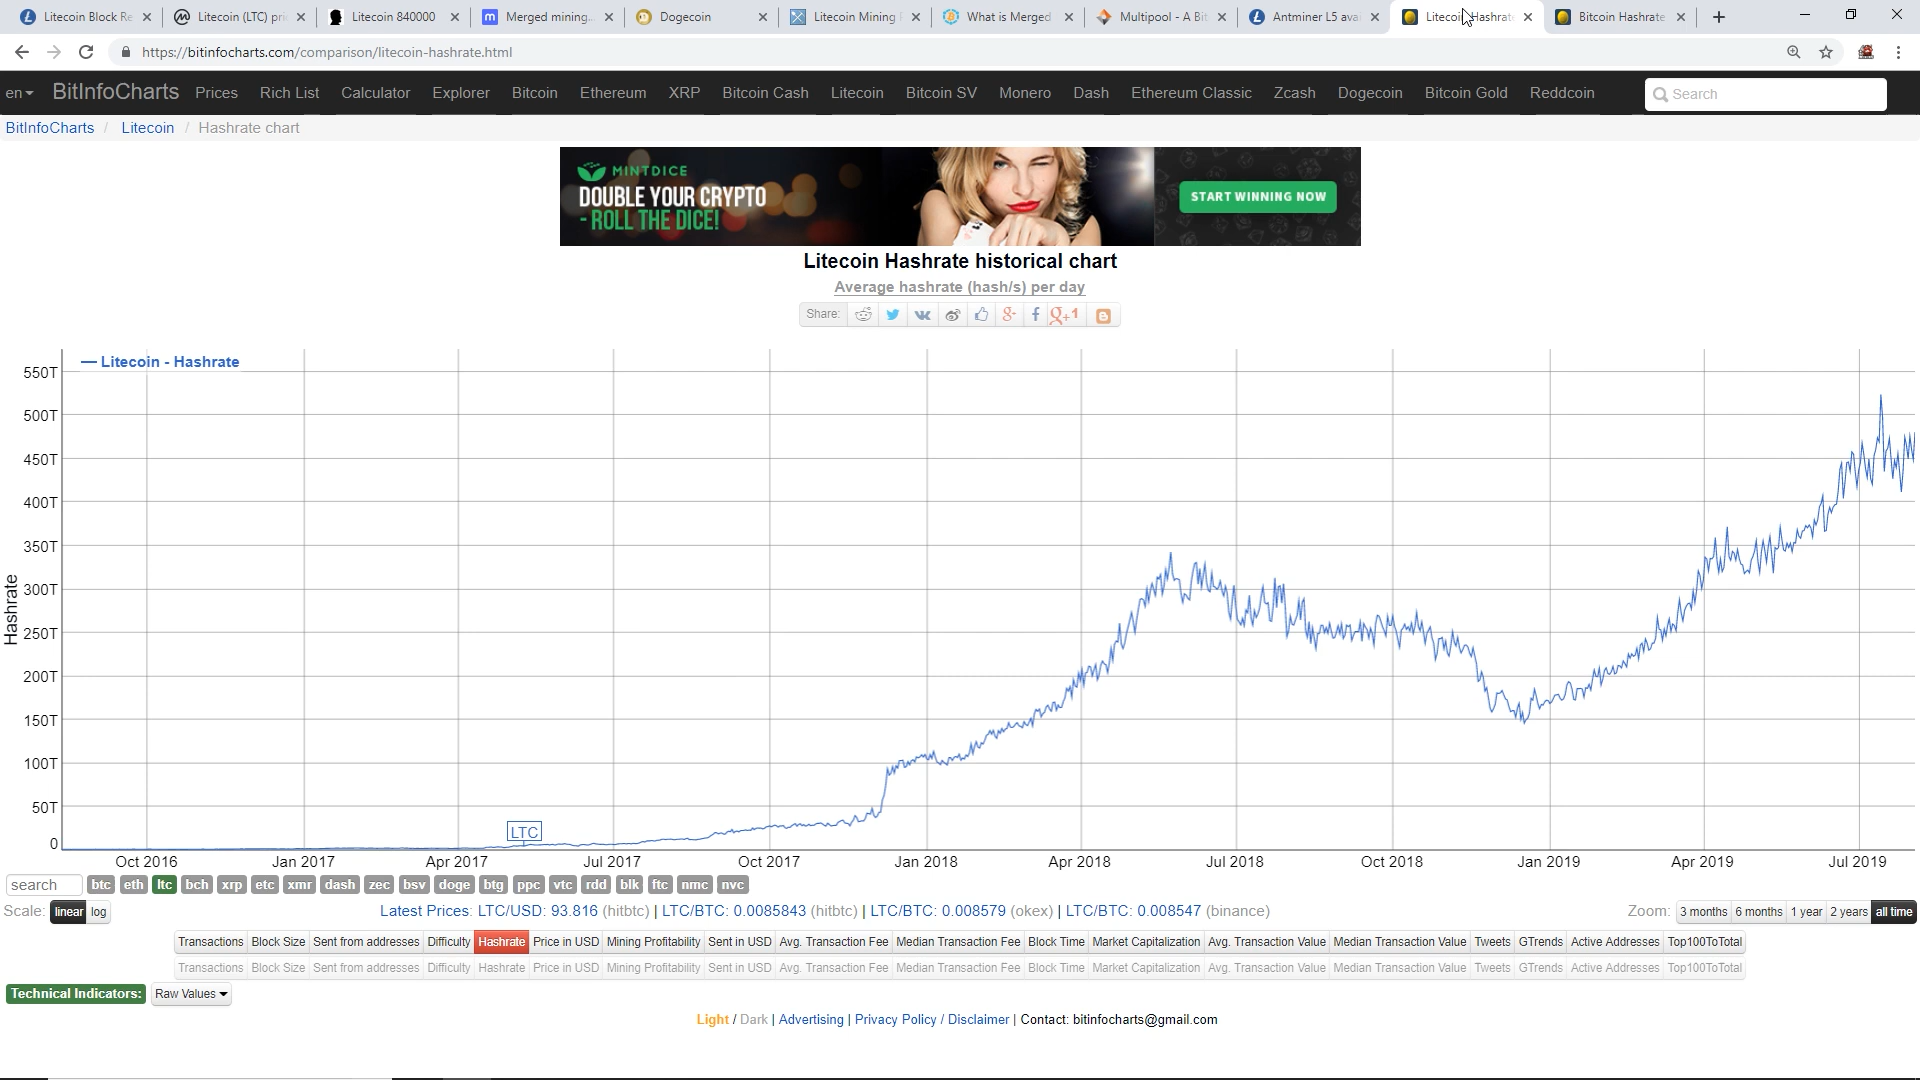 Litecoin Block Re
Litecoin (LTC) pri
Litecoin 840000
Merged mining
Dogecoin
Litecoin Mining
What is Merged
Multipool - A Bit
Antminer L5 avai
Litecoin Hashrate
Bitcoin Hashrate
https://bitinfocharts.com/comparison/litecoin-hashrate.html
en BitInfoCharts Prices Rich List Calculator Explorer Bitcoin Ethereum XRP Bitcoin Cash Litecoin Bitcoin SV Monero Dash Ethereum Classic Zcash Dogecoin Bitcoin Gold Reddcoin Search
BitInfoCharts / Litecoin / Hashrate chart
MINTDICE
DOUBLE YOUR CRYPTO
- ROLL THE DICE!
START WINNING NOW
Litecoin Hashrate historical chart
Average hashrate (hash/s) per day
Share: g+ f g+1
Litecoin - Hashrate
550T
500T
450T
400T
350T
300T
250T
200T
150T
100T
50T
0
Hashrate
LTC
Oct 2016 Jan 2017 Apr 2017 Jul 2017 Oct 2017 Jan 2018 Apr 2018 Jul 2018 Oct 2018 Jan 2019 Apr 2019 Jul 2019
search btc eth ltc bch xrp etc xmr dash zec bsv doge btg ppc vtc rdd blk ftc nmc nvc
Scale: linear log
Latest Prices: LTC/USD: 93.816 (hitbtc) | LTC/BTC: 0.0085843 (hitbtc) | LTC/BTC: 0.008579 (okex) | LTC/BTC: 0.008547 (binance)
Zoom: 3 months 6 months 1 year 2 years all time
Transactions Block Size Sent from addresses Difficulty Hashrate Price in USD Mining Profitability Sent in USD Avg. Transaction Fee Median Transaction Fee Block Time Market Capitalization Avg. Transaction Value Median Transaction Value Tweets GTrends Active Addresses Top100ToTotal
Transactions Block Size Sent from addresses Difficulty Hashrate Price in USD Mining Profitability Sent in USD Avg. Transaction Fee Median Transaction Fee Block Time Market Capitalization Avg. Transaction Value Median Transaction Value Tweets GTrends Active Addresses Top100ToTotal
Technical Indicators: Raw Values
Light / Dark | Advertising | Privacy Policy / Disclaimer | Contact: bitinfocharts@gmail.com